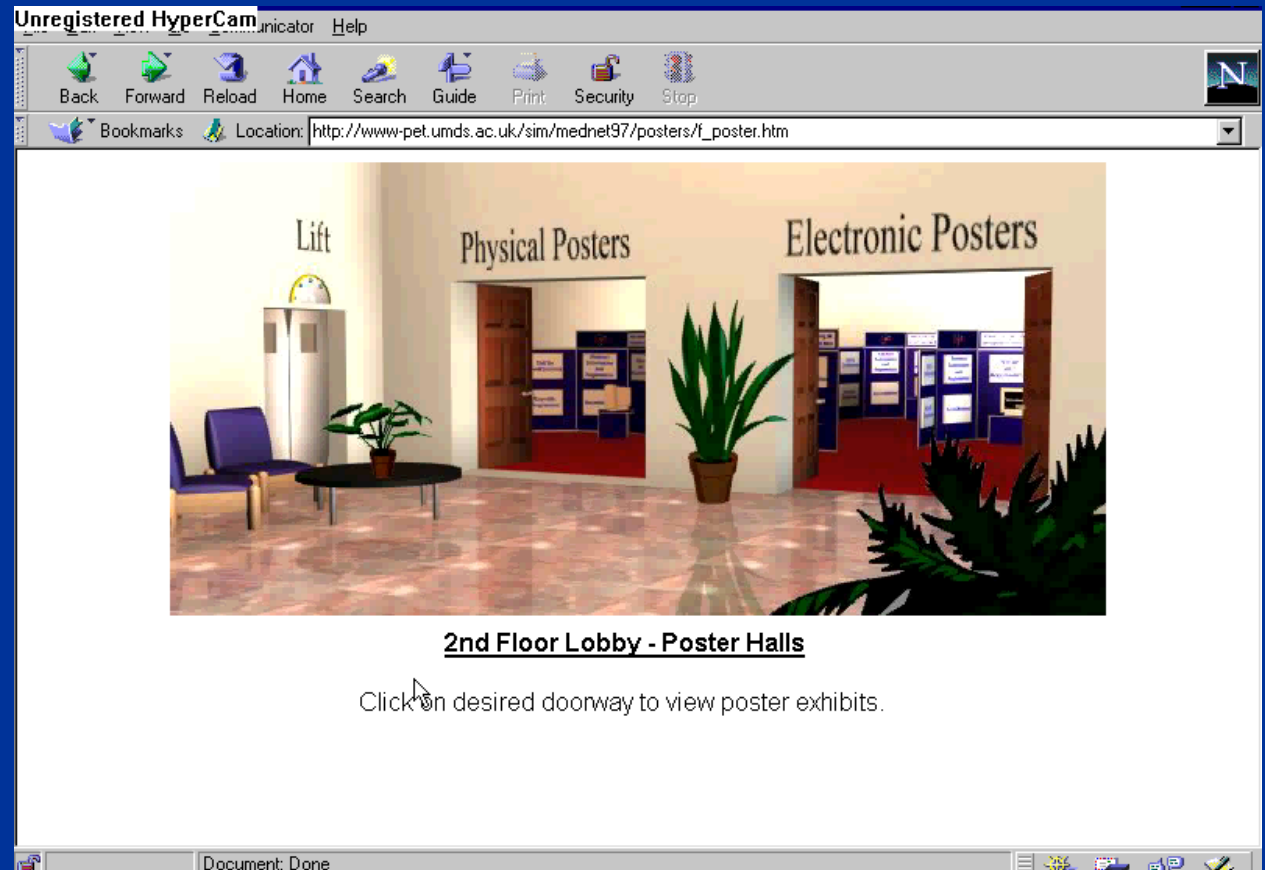 Unregistered HyperCam
Communicator Help
Back Forward Reload Home Search Guide Print Security Stop
N
Bookmarks Location: http://www-pet.umds.ac.uk/sim/mednet97/posters/f_poster.htm
Lift
Physical Posters
Electronic Posters
2nd Floor Lobby - Poster Halls
Click on desired doorway to view poster exhibits.
Document: Done